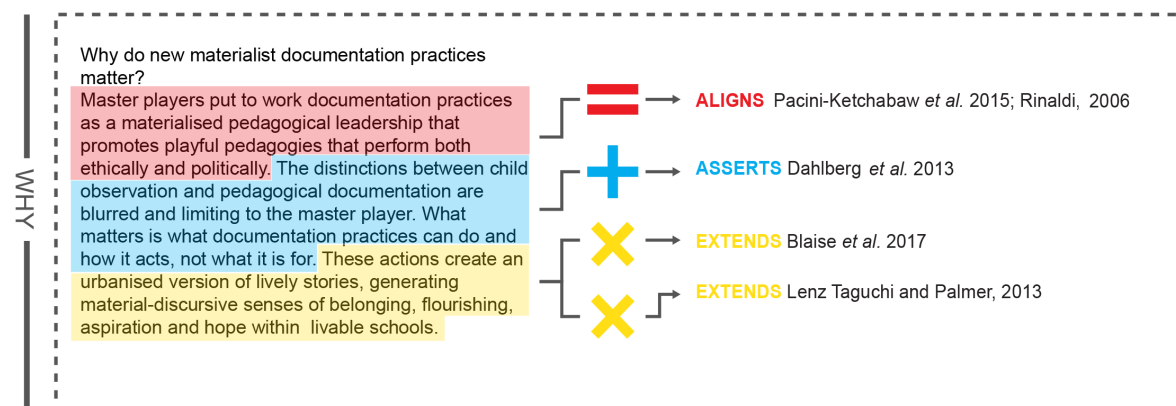 WHY
Why do new materialist documentation practices
matter?
Master players put to work documentation practices
as a materialised pedagogical leadership that
promotes playful pedagogies that perform both
ethically and politically. The distinctions between child
observation and pedagogical documentation are
blurred and limiting to the master player. What
matters is what documentation practices can do and
how it acts, not what it is for. These actions create an
urbanised version of lively stories, generating
material-discursive senses of belonging, flourishing,
aspiration and hope within livable schools.
ALIGNS Pacini-Ketchabaw et al. 2015; Rinaldi, 2006
ASSERTS Dahlberg et al. 2013
EXTENDS Blaise et al. 2017
EXTENDS Lenz Taguchi and Palmer, 2013